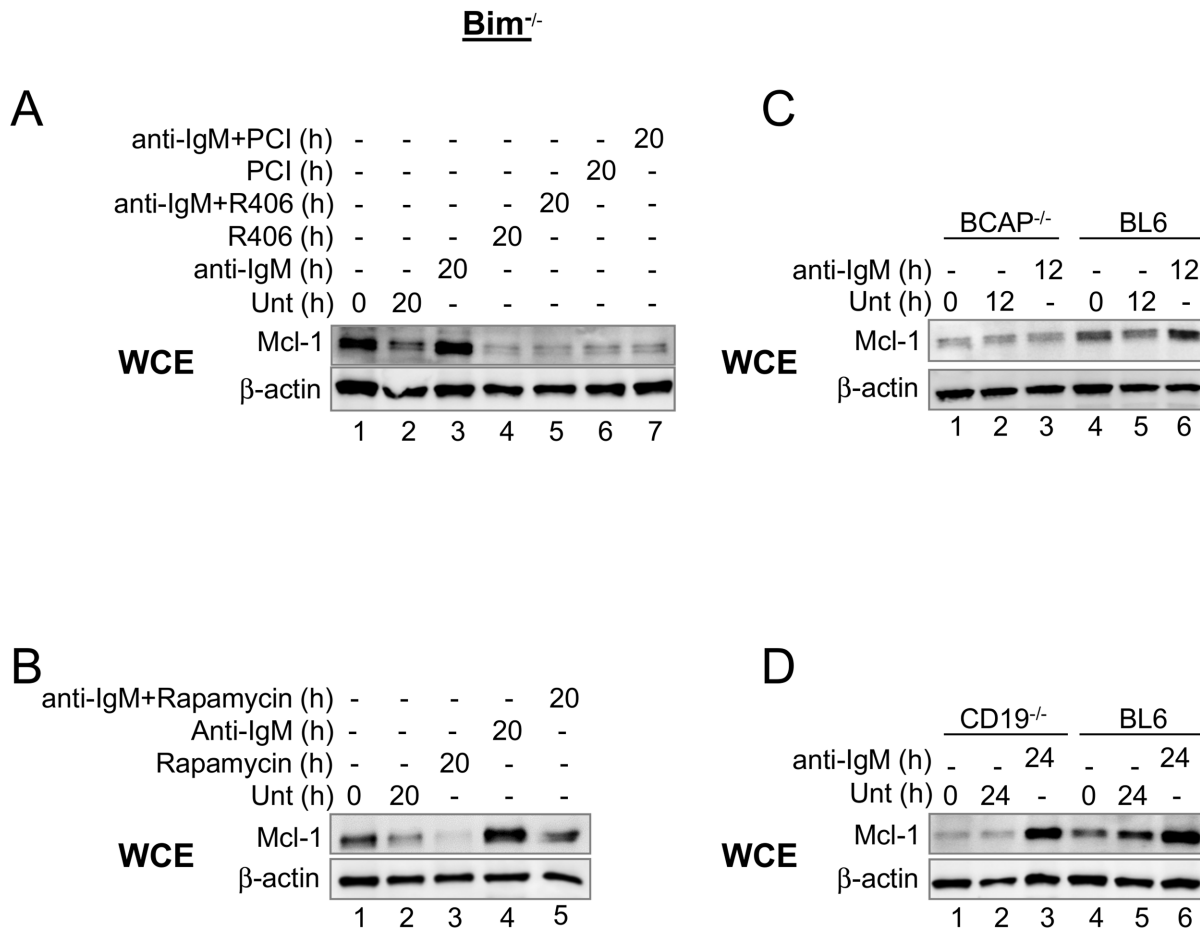 Bim-/-
A
anti-IgM+PCI (h) - - - - - - 20
PCI (h) - - - - - 20 -
anti-IgM+R406 (h) - - - - 20 - -
R406 (h) - - - 20 - - -
anti-IgM (h) - - 20 - - - -
Unt (h) 0 20 - - - - -
Mcl-1
WCE
β-actin
1 2 3 4 5 6 7
C
BCAP-/- BL6
anti-IgM (h) - - 12 - - 12
Unt (h) 0 12 - 0 12 -
Mcl-1
WCE
β-actin
1 2 3 4 5 6
B
anti-IgM+Rapamycin (h) - - - - 20
Anti-IgM (h) - - - 20 -
Rapamycin (h) - - 20 - -
Unt (h) 0 20 - - -
Mcl-1
WCE
β-actin
1 2 3 4 5
D
CD19-/- BL6
anti-IgM (h) - - 24 - - 24
Unt (h) 0 24 - 0 24 -
Mcl-1
WCE
β-actin
1 2 3 4 5 6